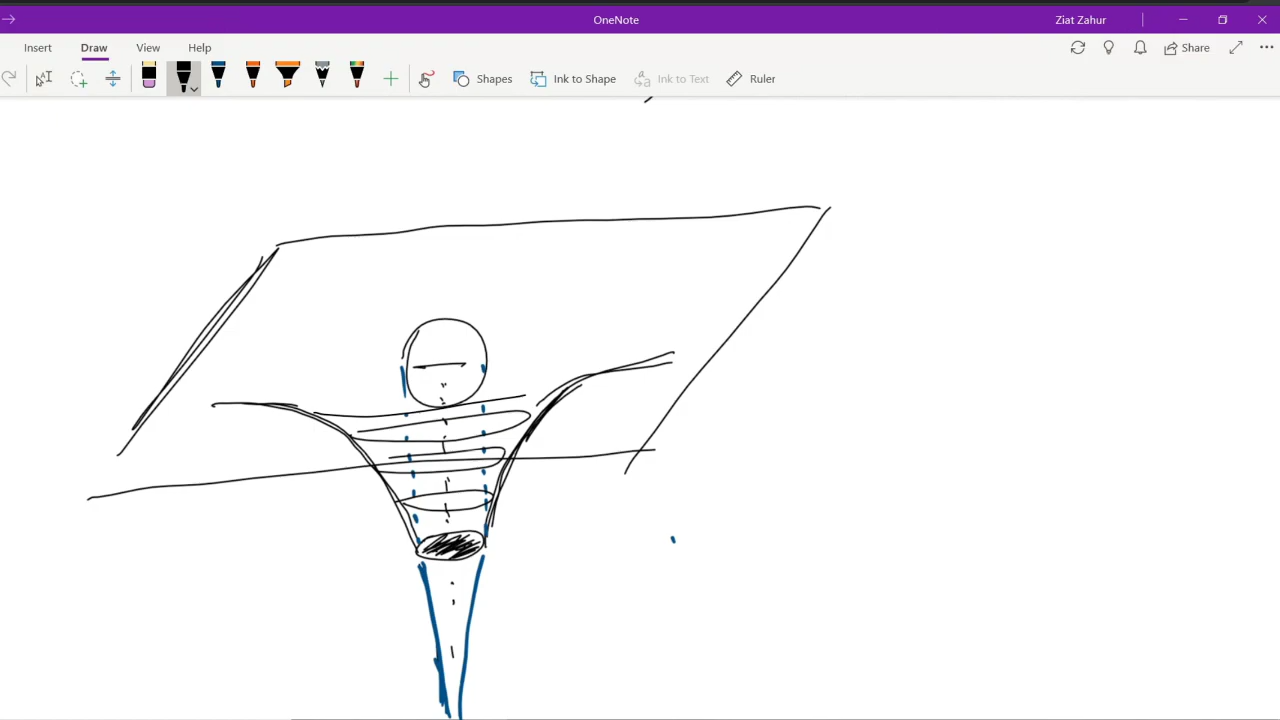 OneNote
Ziat Zahur
Insert
Draw
View
Help
Share
Shapes
Ink to Shape
Ink to Text
Ruler